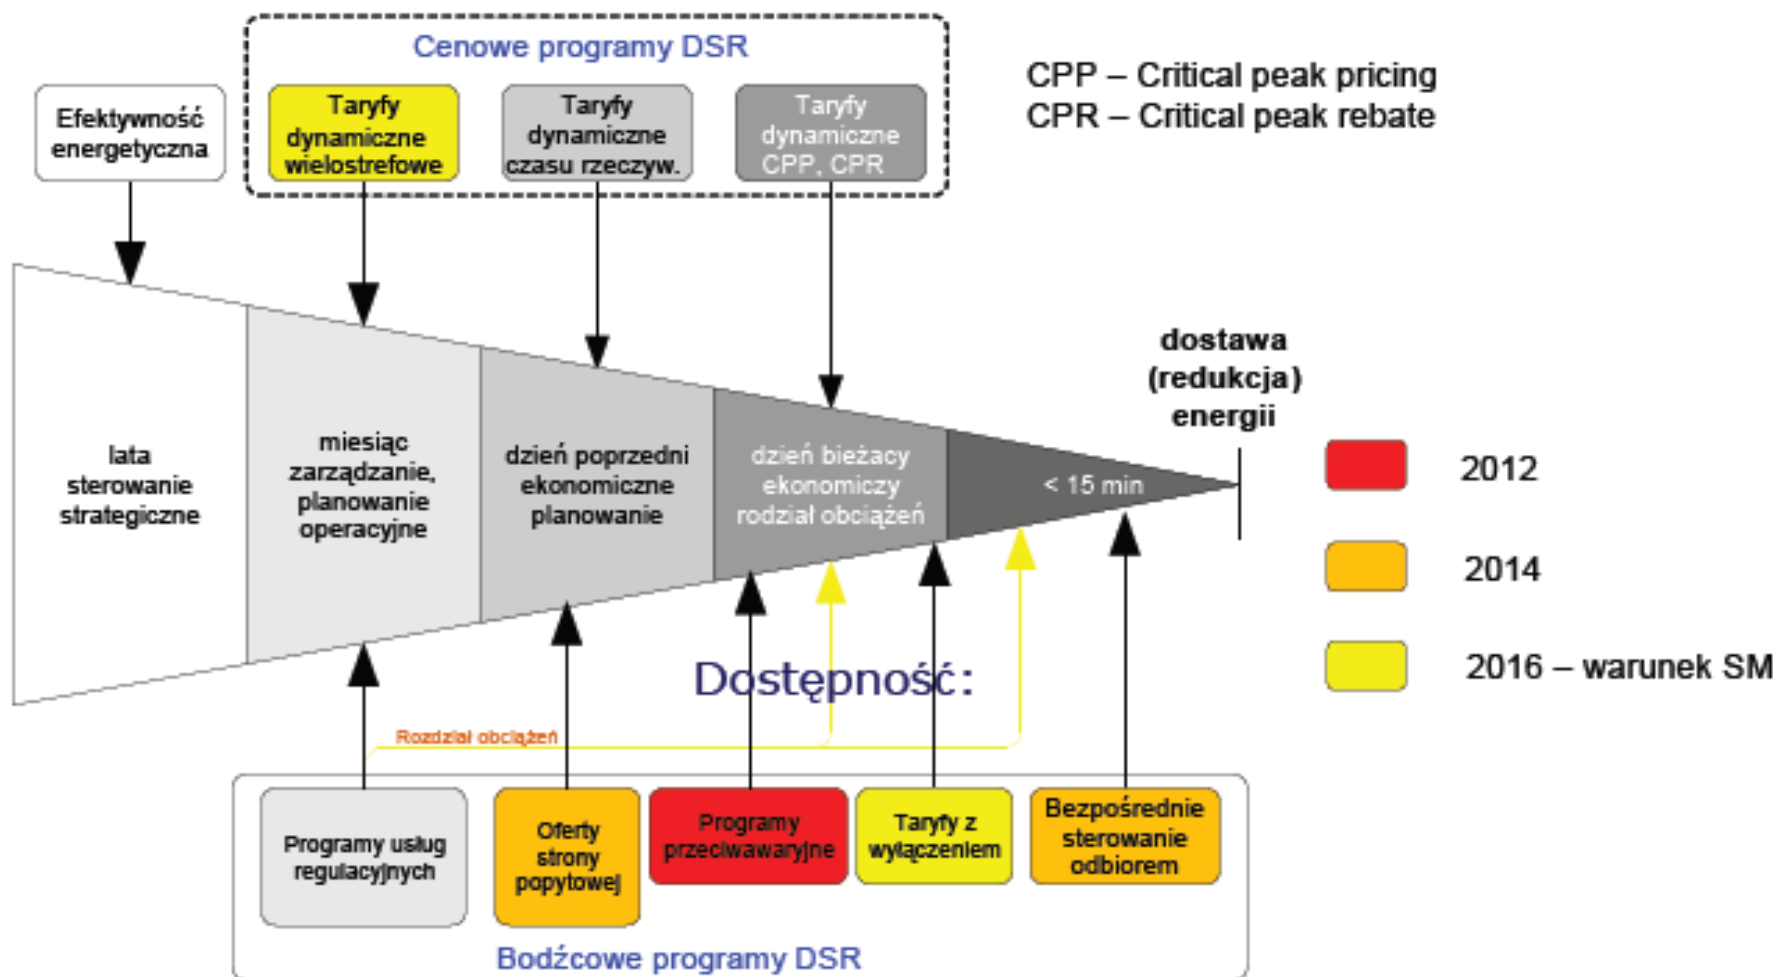 Cenowe programy DSR
CPP – Critical peak pricing
CPR – Critical peak rebate
Efektywność
energetyczna
Taryfy
dynamiczne
wielostrefowe
Taryfy
dynamiczne
czasu rzeczyw.
Taryfy
dynamiczne
CPP, CPR
dostawa
(redukcja)
energii
lata
sterowanie
strategiczne
miesiąc
zarządzanie,
planowanie
operacyjne
dzień poprzedni
ekonomiczne
planowanie
dzień bieżacy
ekonomiczy
rodział obciążeń
< 15 min
2012
2014
2016 – warunek SM
Dostępność:
Rozdział obciążeń
Programy usług
regulacyjnych
Oferty
strony
popytowej
Programy
przeciwawaryjne
Taryfy z
wyłączeniem
Bezpośrednie
sterowanie
odbiorem
Bodźcowe programy DSR